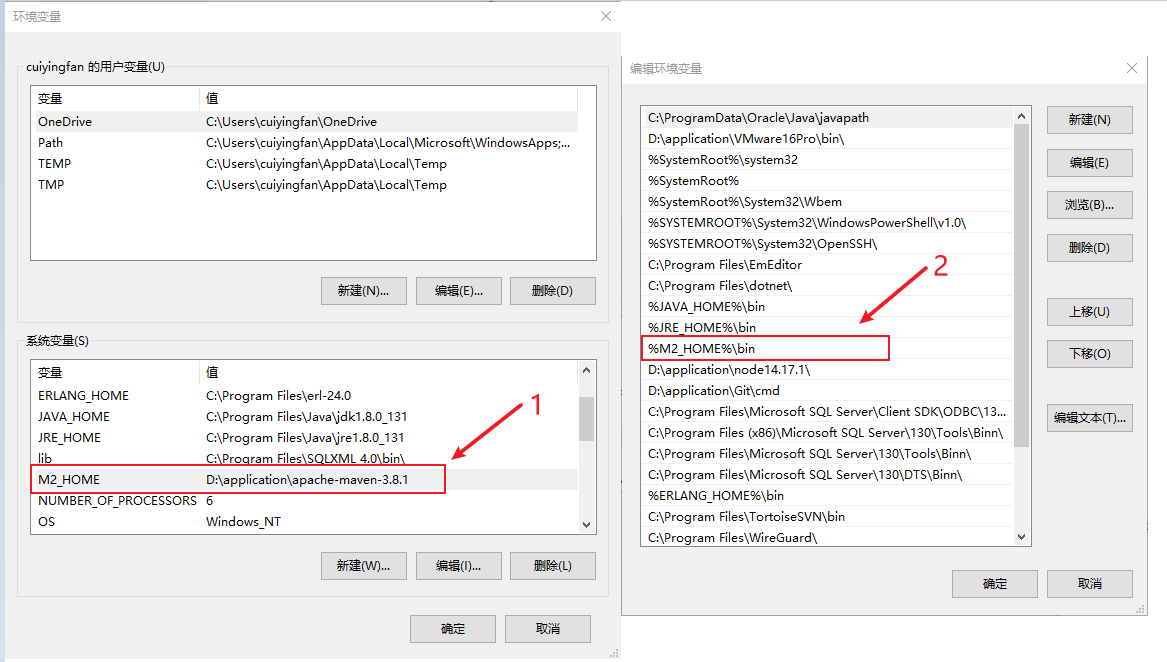 环境变量
cuiyingfan 的用户变量(U)
变量 值
OneDrive C:\Users\cuiyingfan\OneDrive
Path C:\Users\cuiyingfan\AppData\Local\Microsoft\WindowsApps;...
TEMP C:\Users\cuiyingfan\AppData\Local\Temp
TMP C:\Users\cuiyingfan\AppData\Local\Temp
新建(N)... 编辑(E)... 删除(D)
系统变量(S)
变量 值
ERLANG_HOME C:\Program Files\erl-24.0
JAVA_HOME C:\Program Files\Java\jdk1.8.0_131
JRE_HOME C:\Program Files\Java\jre1.8.0_131
lib C:\Program Files\SQLXML 4.0\bin\
M2_HOME D:\application\apache-maven-3.8.1
NUMBER_OF_PROCESSORS 6
OS Windows_NT
1
新建(W)... 编辑(I)... 删除(L)
确定 取消
编辑环境变量
C:\ProgramData\Oracle\Java\javapath
D:\application\VMware16Pro\bin\
%SystemRoot%\system32
%SystemRoot%
%SystemRoot%\System32\Wbem
%SYSTEMROOT%\System32\WindowsPowerShell\v1.0\
%SYSTEMROOT%\System32\OpenSSH\
C:\Program Files\EmEditor
C:\Program Files\dotnet\
%JAVA_HOME%\bin
%JRE_HOME%\bin
%M2_HOME%\bin
D:\application\node14.17.1\
D:\application\Git\cmd
C:\Program Files\Microsoft SQL Server\Client SDK\ODBC\13...
C:\Program Files (x86)\Microsoft SQL Server\130\Tools\Binn\
C:\Program Files\Microsoft SQL Server\130\Tools\Binn\
C:\Program Files\Microsoft SQL Server\130\DTS\Binn\
%ERLANG_HOME%\bin
C:\Program Files\TortoiseSVN\bin
C:\Program Files\WireGuard\
2
新建(N)
编辑(E)
浏览(B)...
删除(D)
上移(U)
下移(O)
编辑文本(T)...
确定 取消